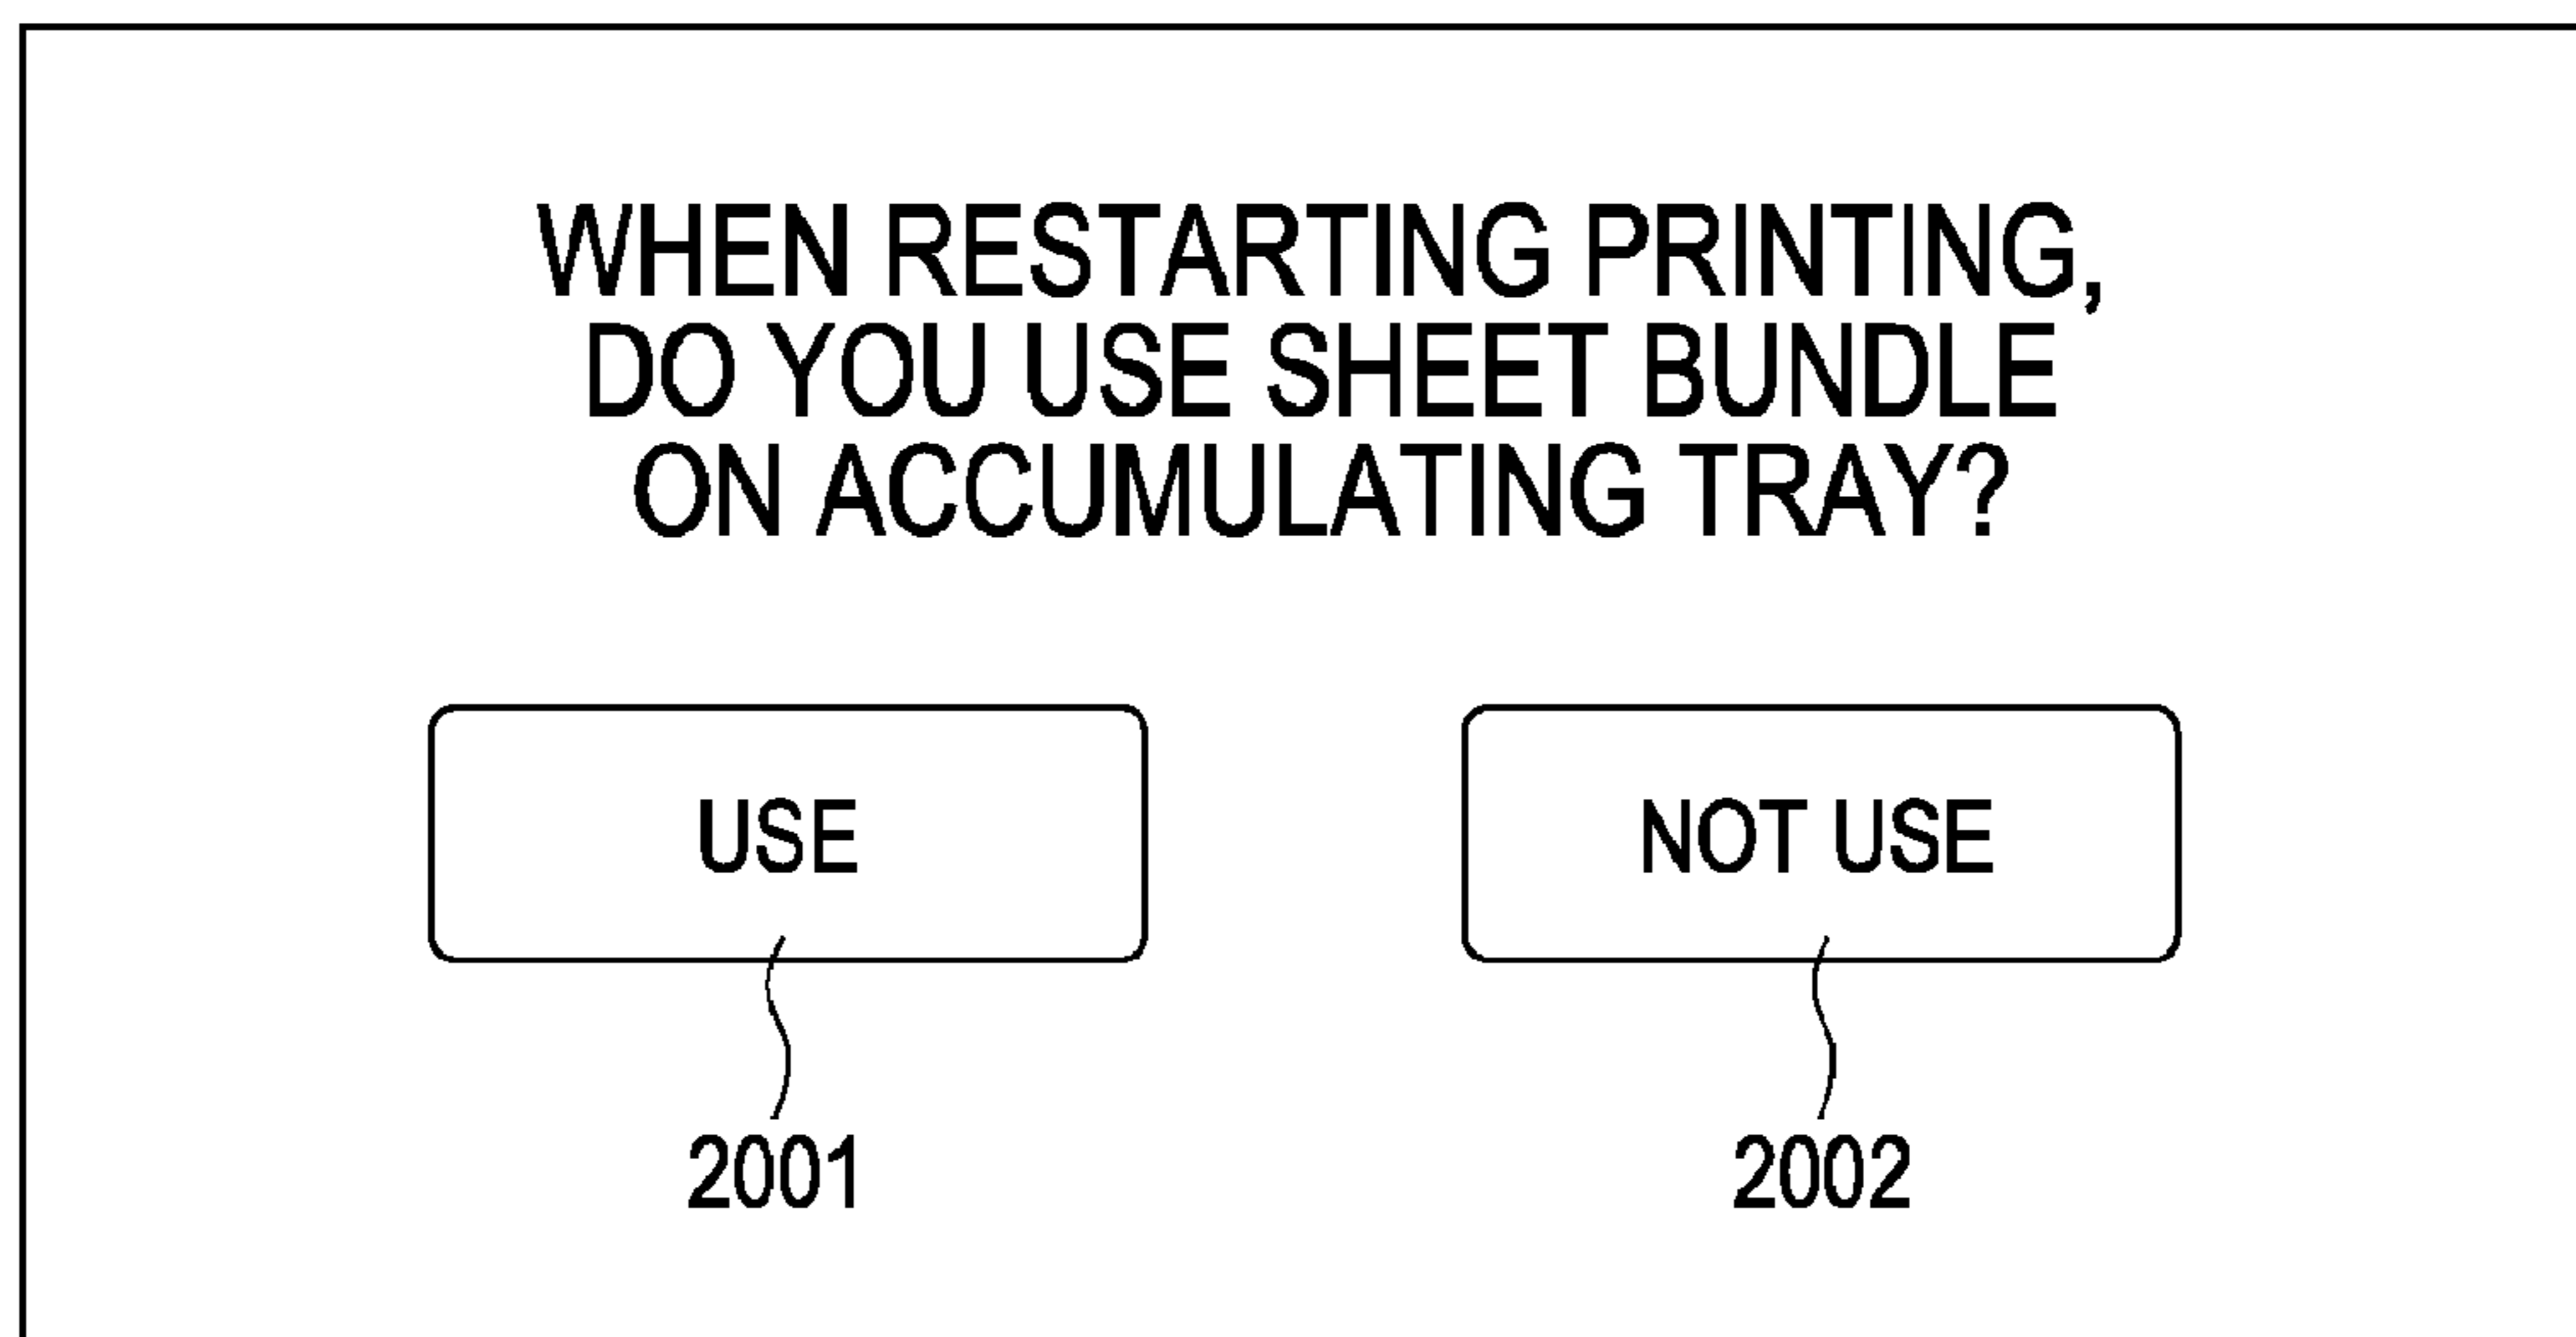 WHEN RESTARTING PRINTING,
DO YOU USE SHEET BUNDLE
ON ACCUMULATING TRAY?
USE
NOT USE
2001
2002